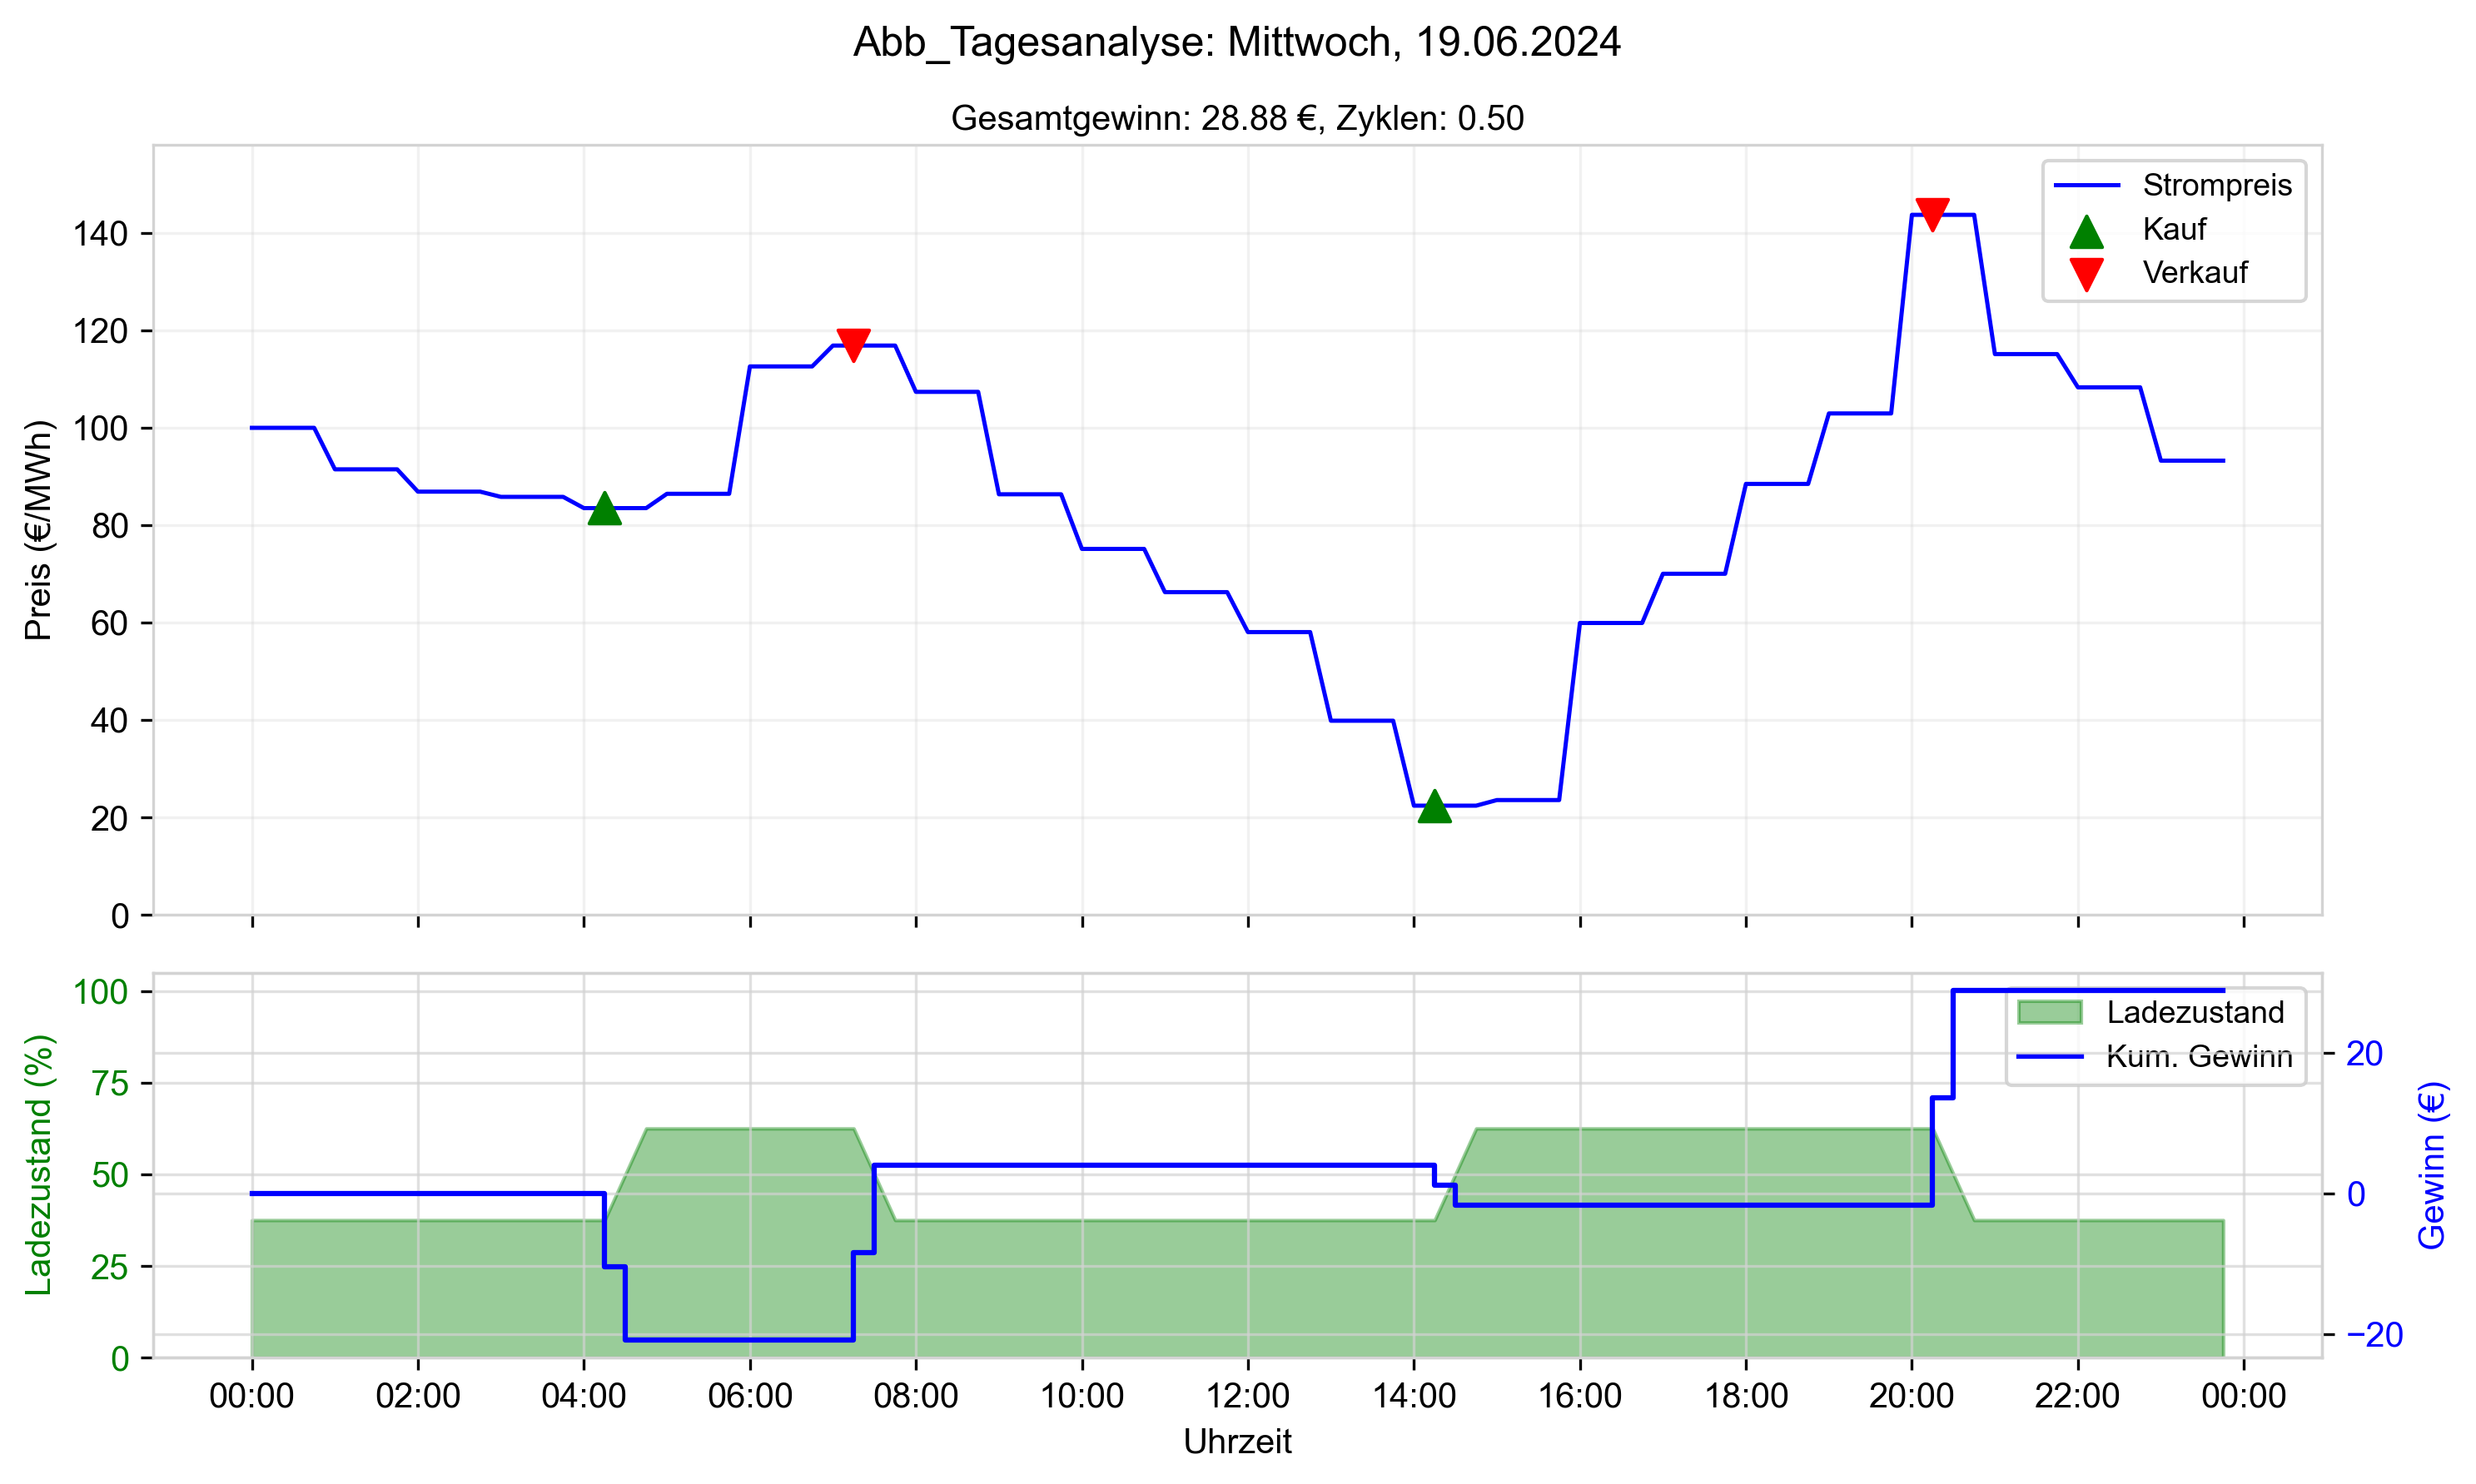 Abb_Tagesanalyse: Mittwoch, 19.06.2024
Gesamtgewinn: 28.88 €, Zyklen: 0.50
Preis (€/MWh)
140
120
100
80
60
40
20
0
Strompreis
Kauf
Verkauf
Ladezustand (%)
100
75
50
25
0
Ladezustand
Kum. Gewinn
20
0
−20
Gewinn (€)
00:00 02:00 04:00 06:00 08:00 10:00 12:00 14:00 16:00 18:00 20:00 22:00 00:00
Uhrzeit